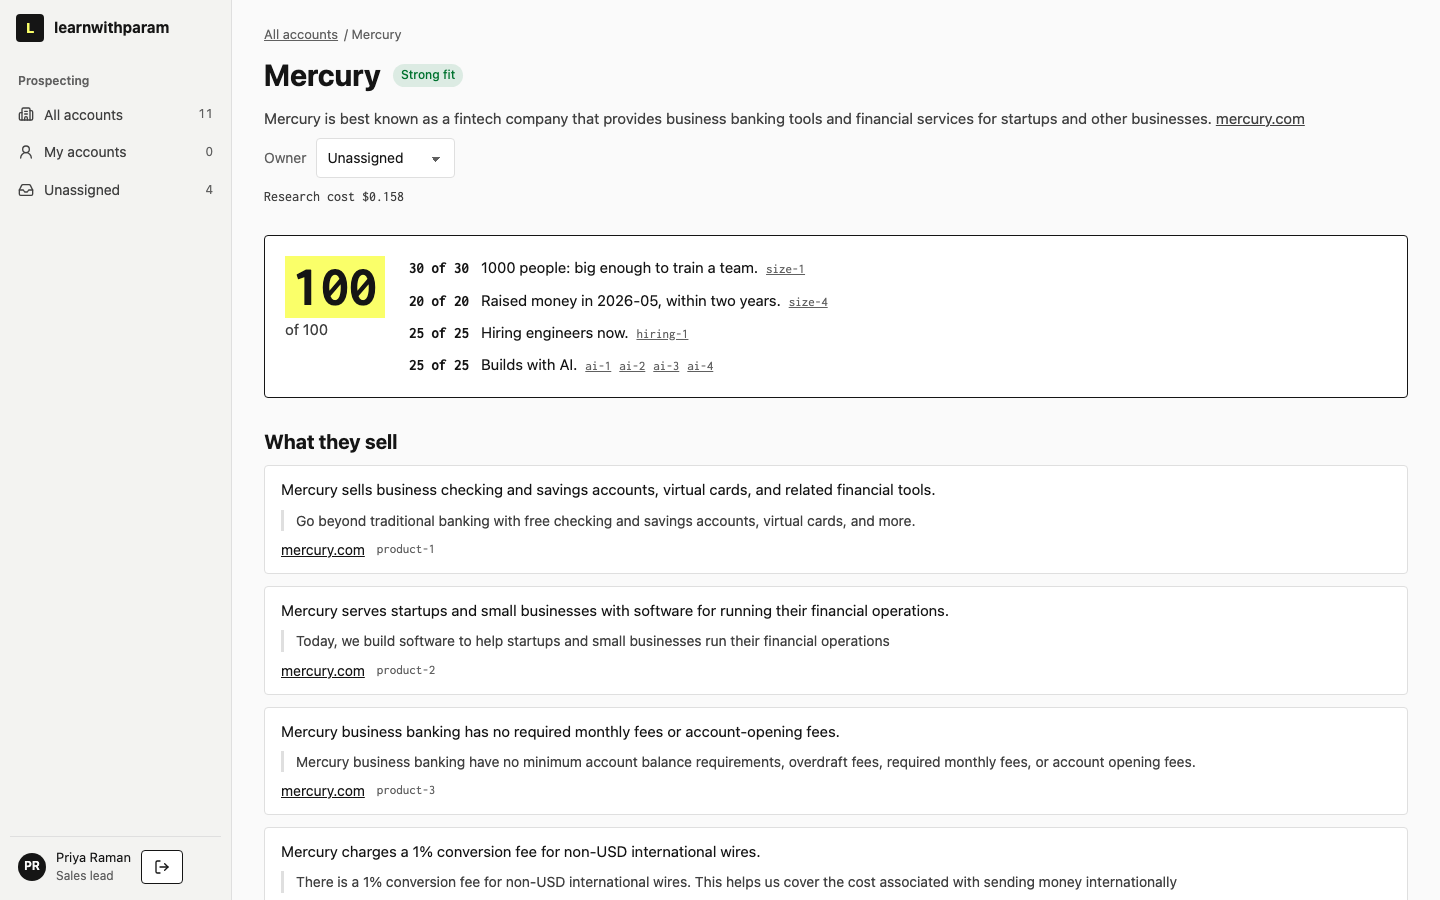 L learnwithparam
Prospecting
All accounts 11
My accounts 0
Unassigned 4
PR Priya Raman
Sales lead
All accounts / Mercury
Mercury Strong fit
Mercury is best known as a fintech company that provides business banking tools and financial services for startups and other businesses. mercury.com
Owner Unassigned
Research cost $0.158
100
of 100
30 of 30 1000 people: big enough to train a team. size-1
20 of 20 Raised money in 2026-05, within two years. size-4
25 of 25 Hiring engineers now. hiring-1
25 of 25 Builds with AI. ai-1 ai-2 ai-3 ai-4
What they sell
Mercury sells business checking and savings accounts, virtual cards, and related financial tools.
Go beyond traditional banking with free checking and savings accounts, virtual cards, and more.
mercury.com product-1
Mercury serves startups and small businesses with software for running their financial operations.
Today, we build software to help startups and small businesses run their financial operations
mercury.com product-2
Mercury business banking has no required monthly fees or account-opening fees.
Mercury business banking have no minimum account balance requirements, overdraft fees, required monthly fees, or account opening fees.
mercury.com product-3
Mercury charges a 1% conversion fee for non-USD international wires.
There is a 1% conversion fee for non-USD international wires. This helps us cover the cost associated with sending money internationally